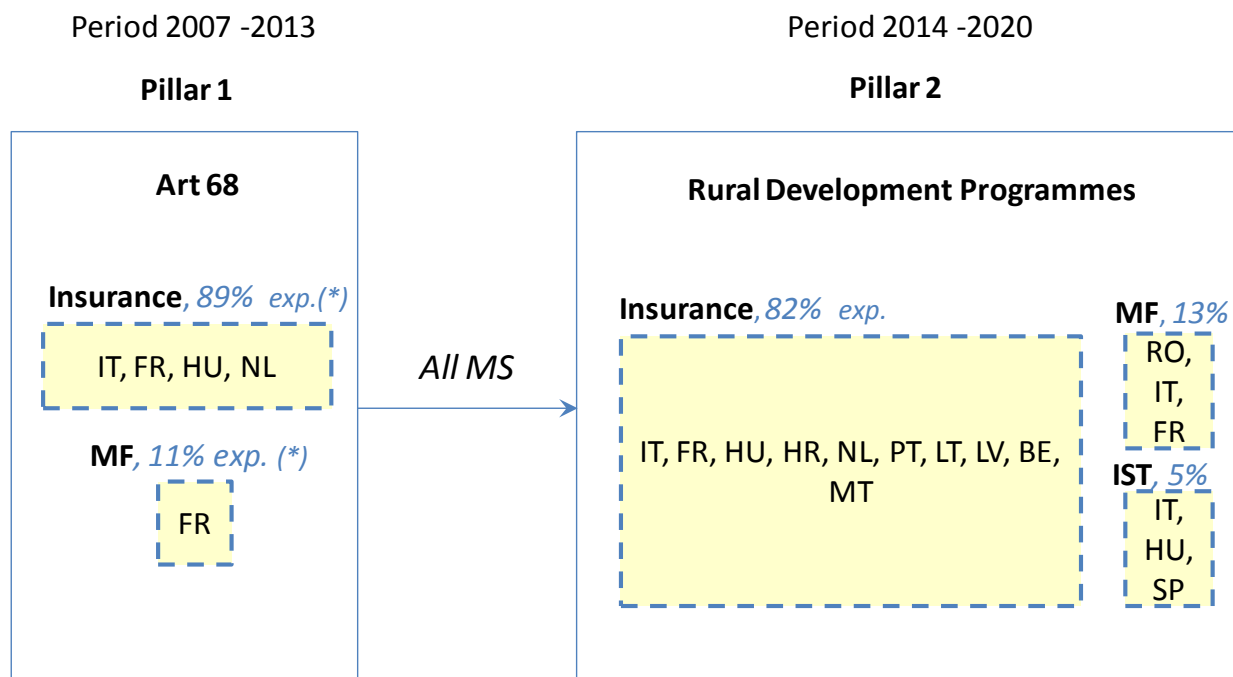 Period 2007 -2013
Pillar 1
Art 68
Insurance, 89% exp.(*)
IT, FR, HU, NL
MF, 11% exp. (*)
FR
All MS
Period 2014 -2020
Pillar 2
Rural Development Programmes
Insurance, 82% exp.
IT, FR, HU, HR, NL, PT, LT, LV, BE,
MT
MF, 13%
RO,
IT,
FR
IST, 5%
IT,
HU,
SP